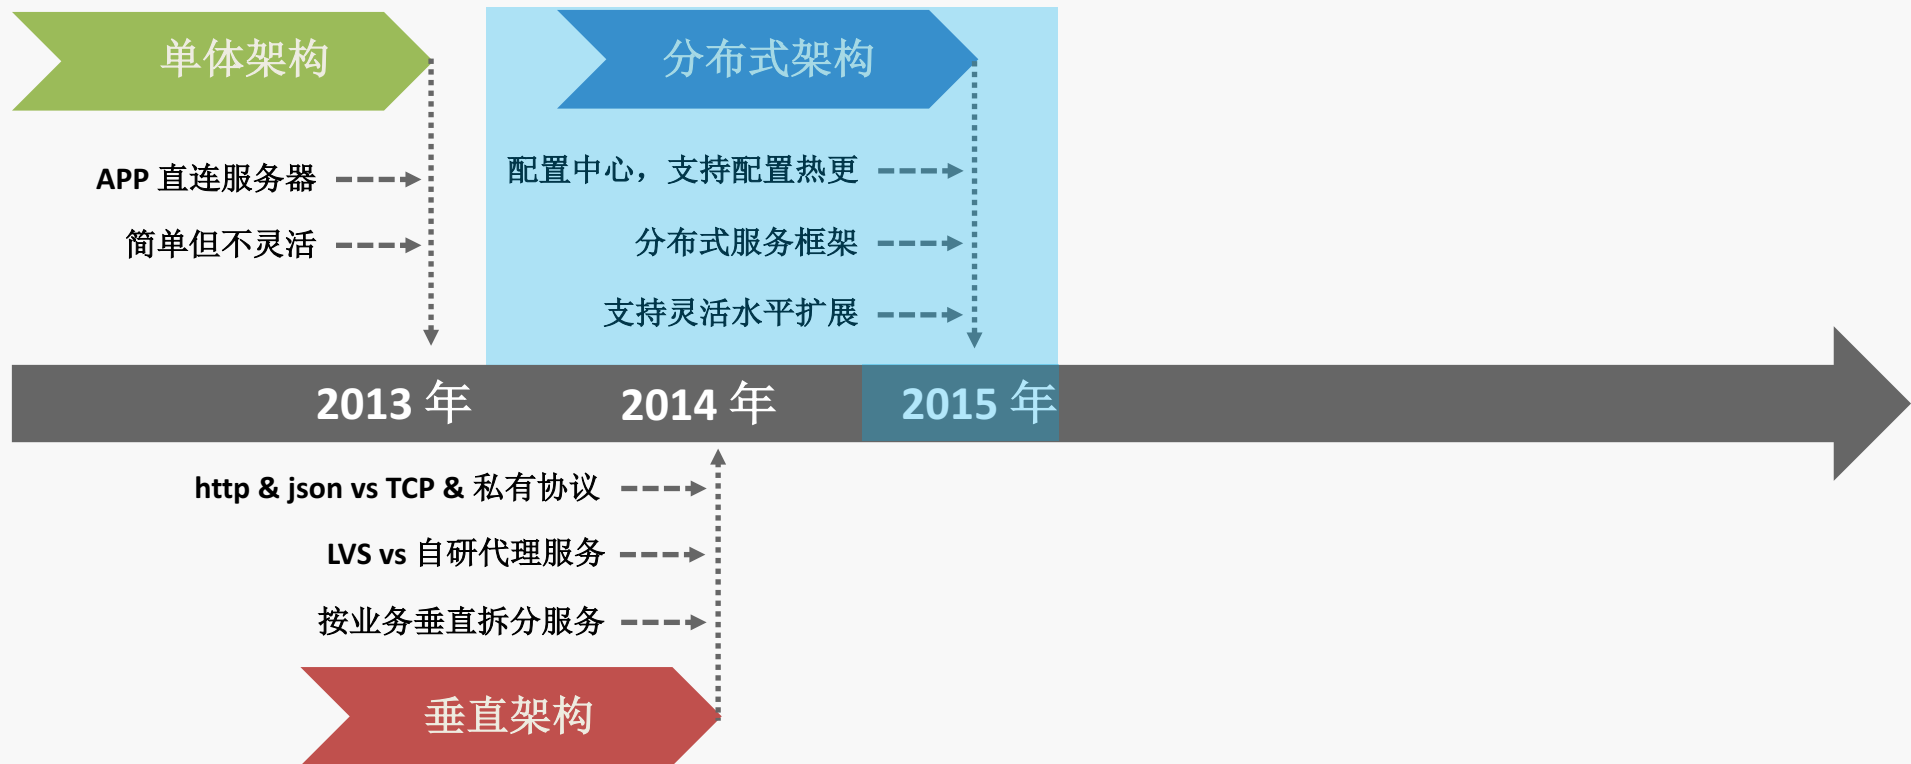 单体架构
分布式架构
APP 直连服务器
简单但不灵活
配置中心，支持配置热更
分布式服务框架
支持灵活水平扩展
2013 年
2014 年
2015 年
http & json vs TCP & 私有协议
LVS vs 自研代理服务
按业务垂直拆分服务
垂直架构